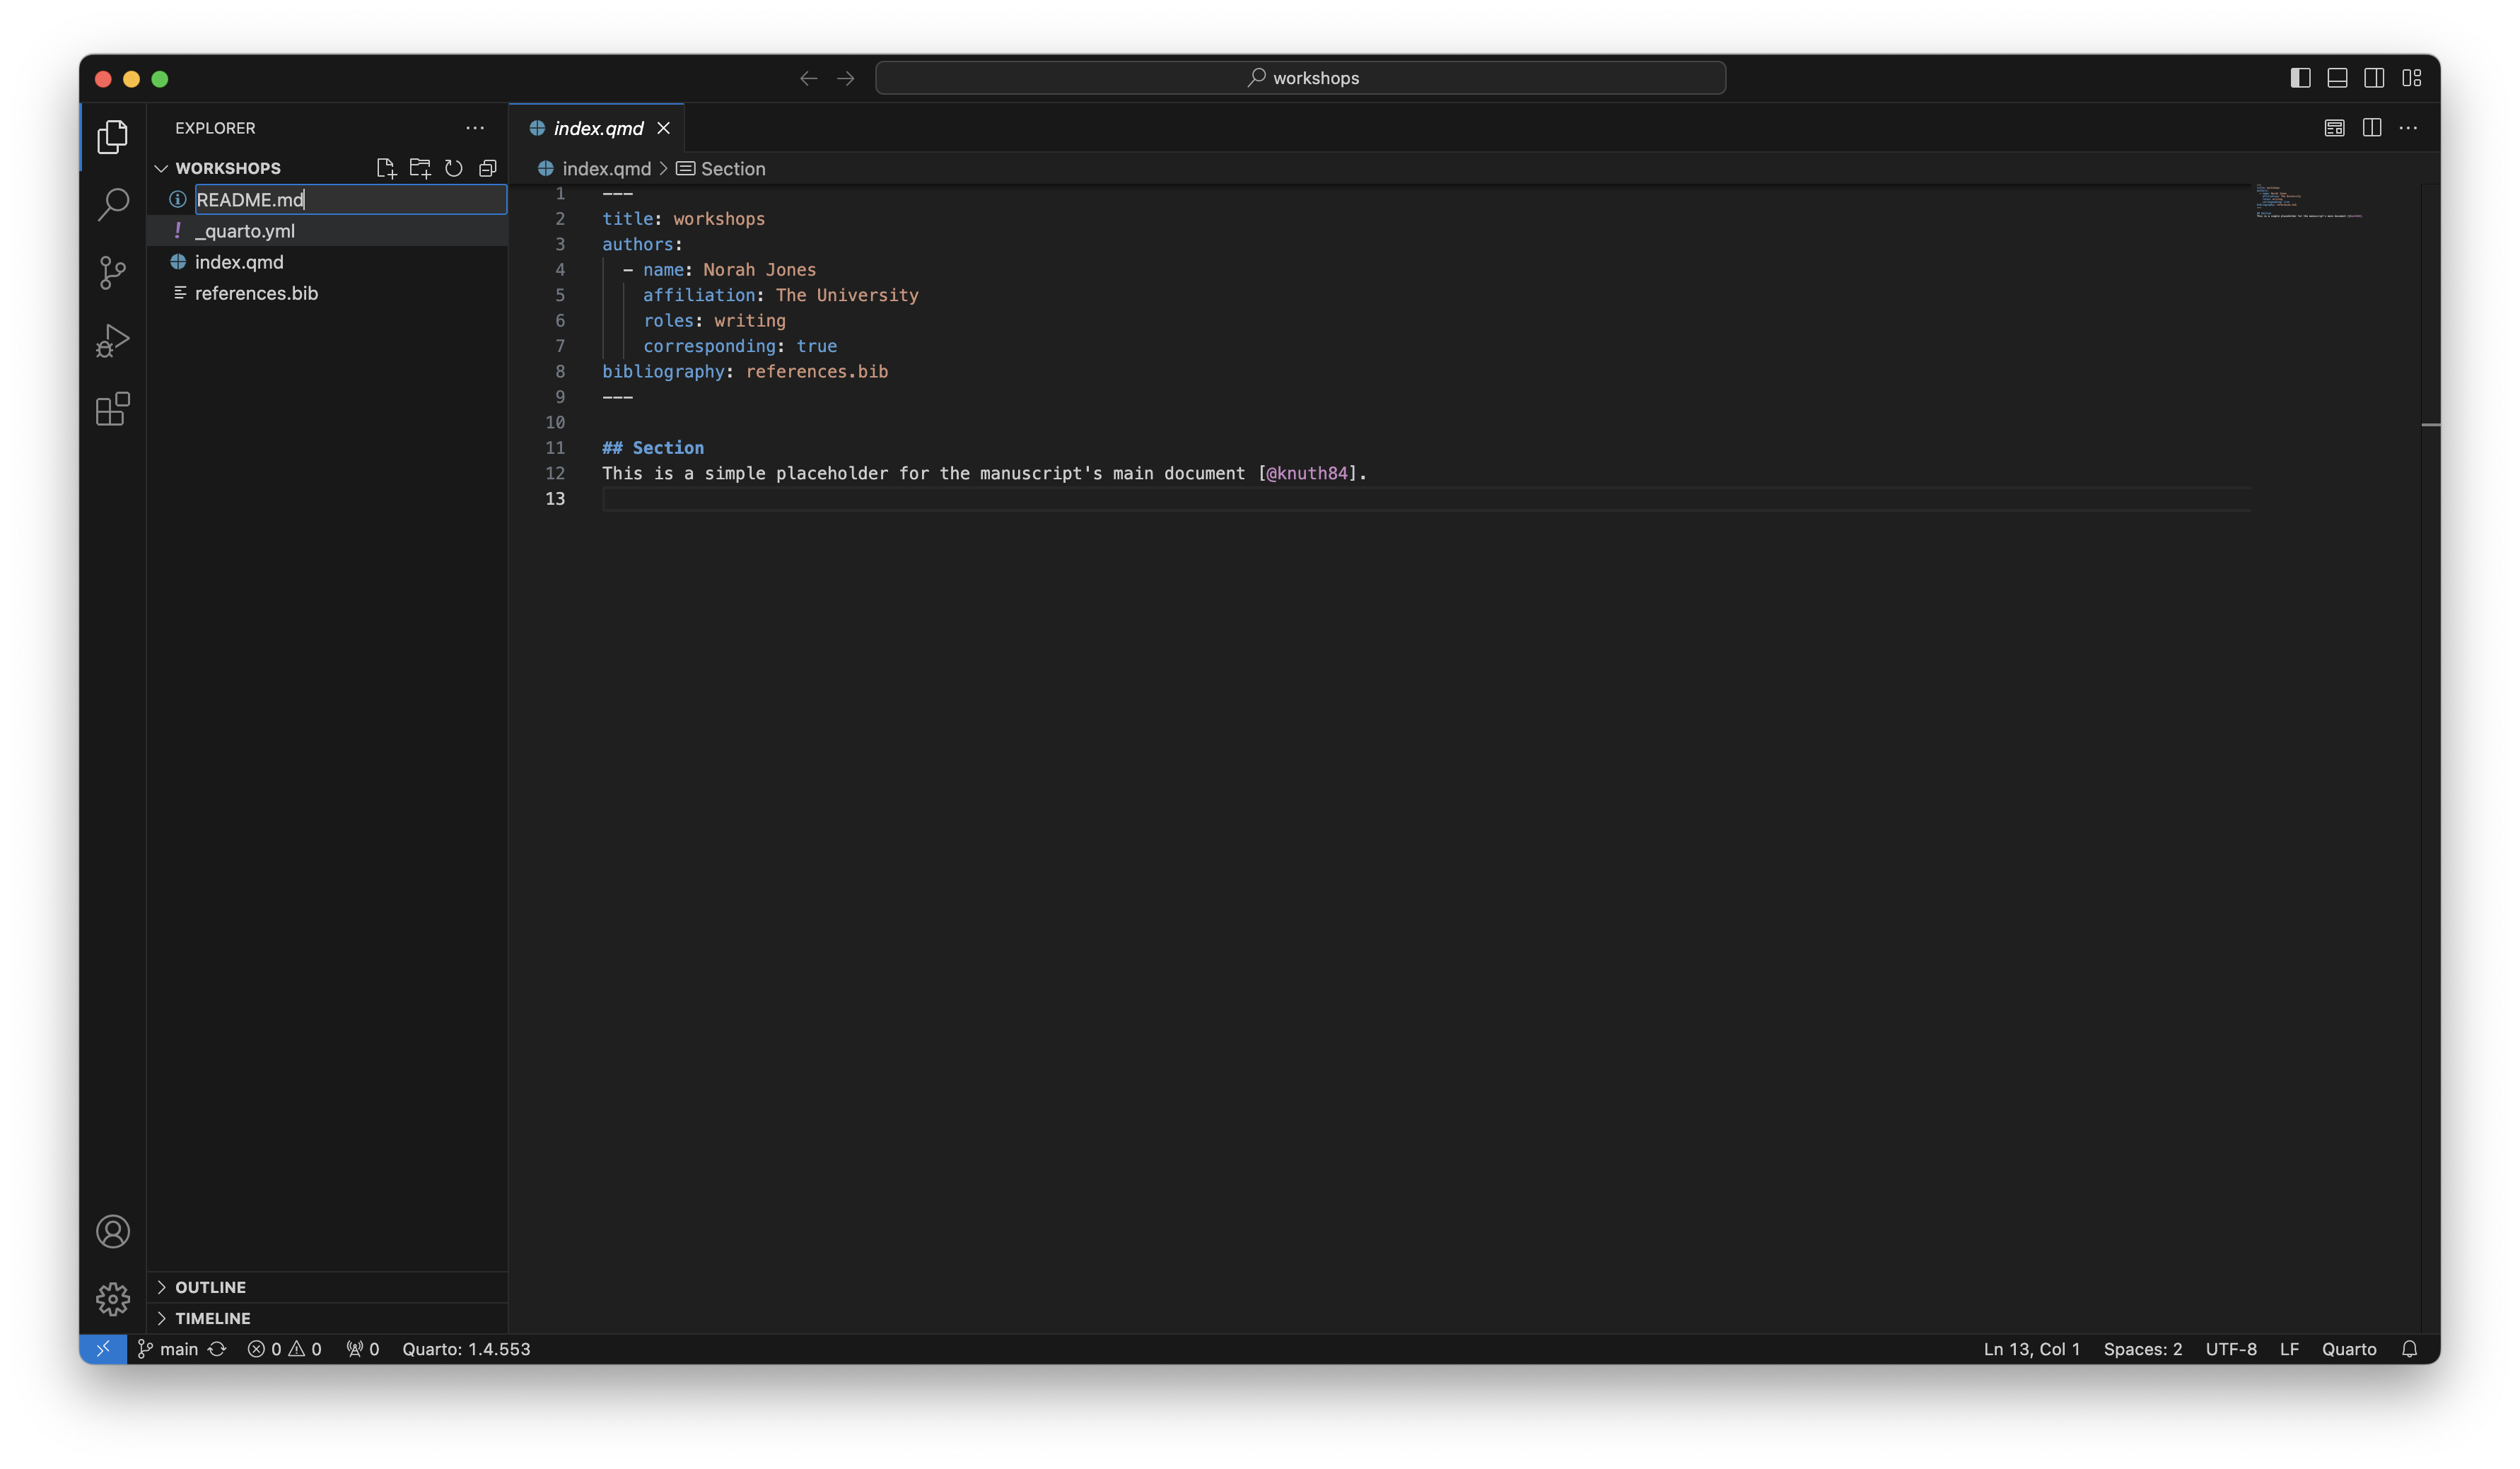 workshops
EXPLORER
WORKSHOPS
README.md
_quarto.yml
index.qmd
references.bib
OUTLINE
TIMELINE
index.qmd
index.qmd > Section
1 ---
2 title: workshops
3 authors:
4 - name: Norah Jones
5 affiliation: The University
6 roles: writing
7 corresponding: true
8 bibliography: references.bib
9 ---
10
11 ## Section
12 This is a simple placeholder for the manuscript's main document [@knuth84].
13
main 0 0 0 Quarto: 1.4.553 Ln 13, Col 1 Spaces: 2 UTF-8 LF Quarto